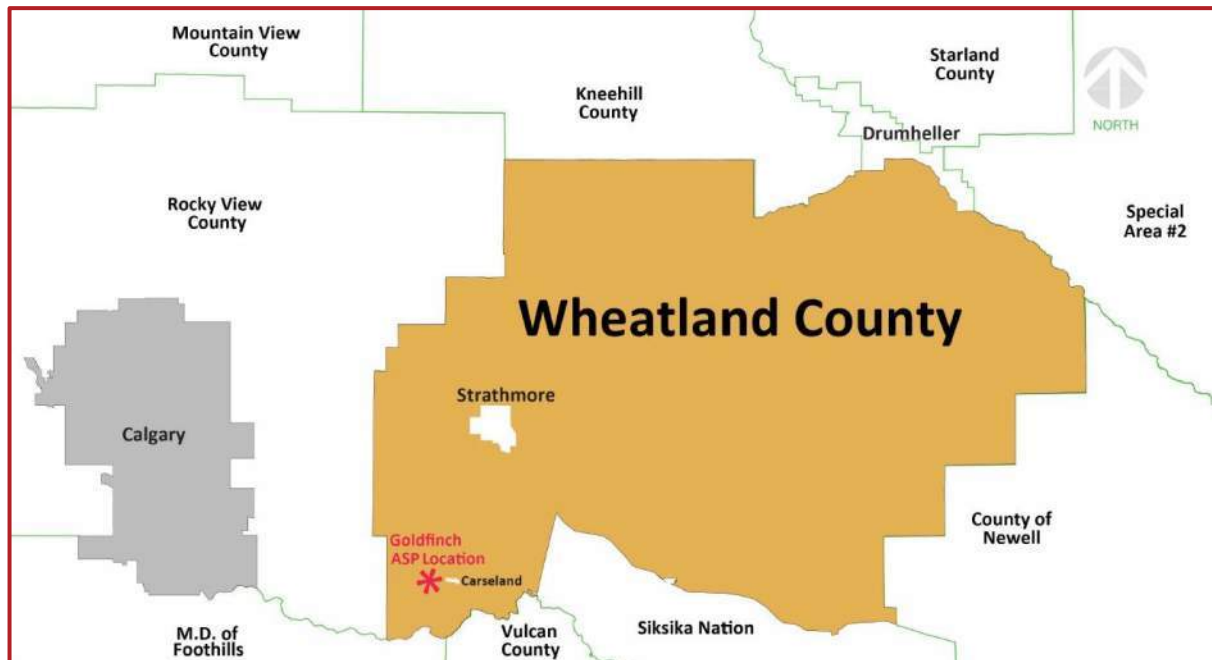 Mountain View
County
Starland
County
Kneehill
County
NORTH
Drumheller
Rocky View
County
Special
Area #2
Wheatland County
Strathmore
Calgary
County of
Newell
Goldfinch
ASP Location
Carseland
M.D. of
Foothills
Vulcan
County
Siksika Nation